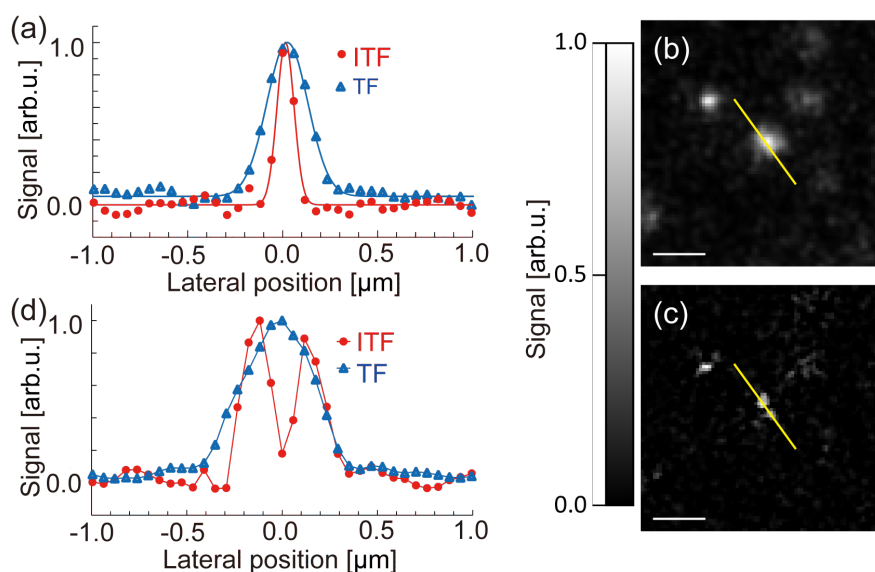 (a)
1.0
0.0
Signal [arb.u.]
ITF
TF
-1.0
-0.5
0.0
0.5
1.0
Lateral position [µm]
(d)
1.0
0.0
Signal [arb.u.]
ITF
TF
-1.0
-0.5
0.0
0.5
1.0
Lateral position [µm]
1.0
0.5
0.0
Signal [arb.u.]
(b)
(c)